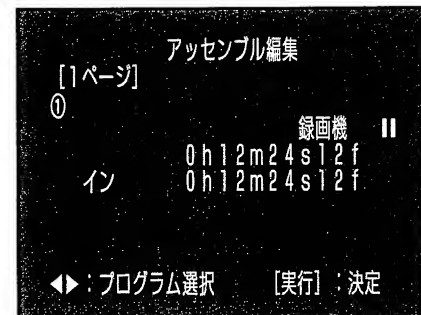 アッセンブル編集
[1ページ]
①
録画機 ⏸
0h12m24s12f
イン 0h12m24s12f
◀▶：プログラム選択 [実行]：決定